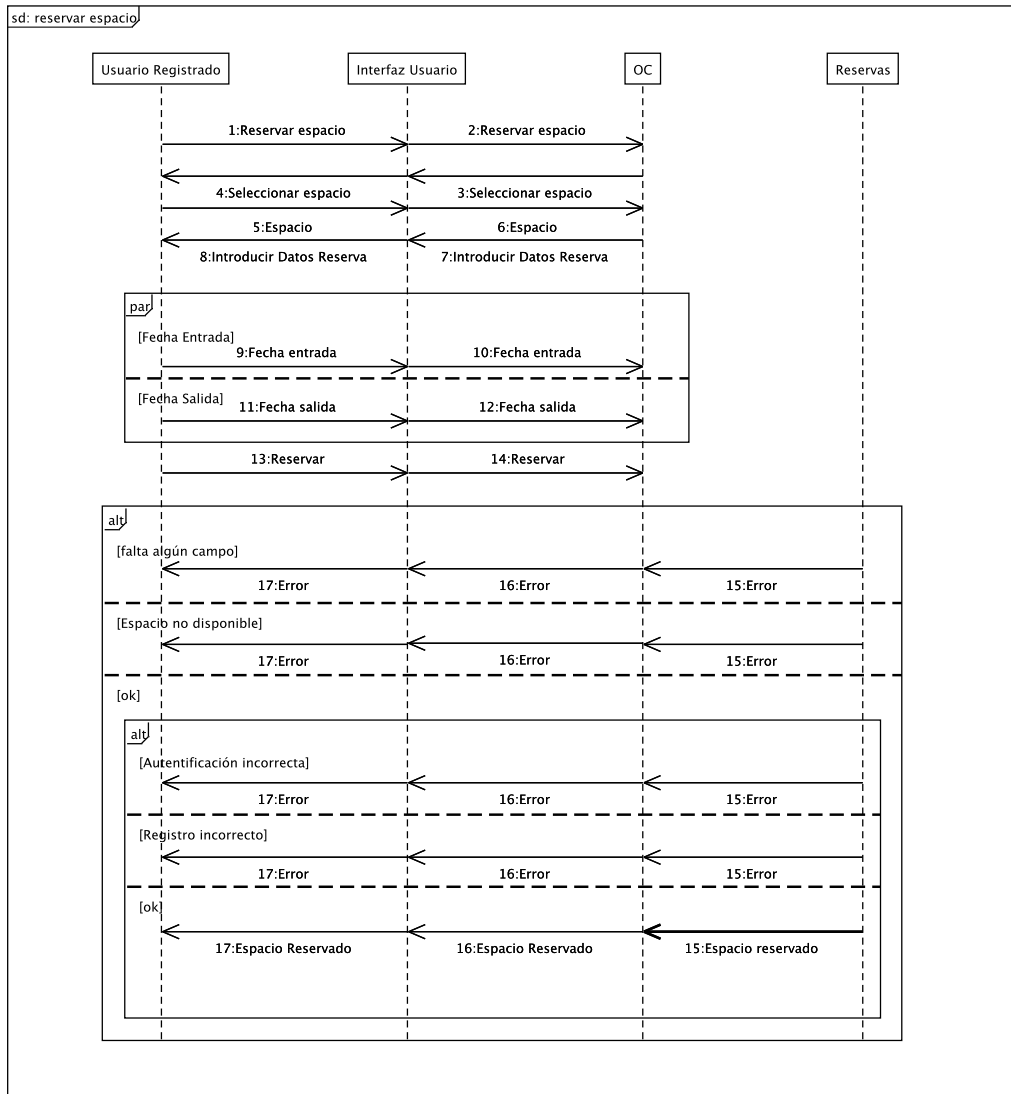 sd: reservar espacio
Usuario Registrado
Interfaz Usuario
OC
Reservas
1:Reservar espacio
2:Reservar espacio
4:Seleccionar espacio
3:Seleccionar espacio
5:Espacio
6:Espacio
8:Introducir Datos Reserva
7:Introducir Datos Reserva
par
[Fecha Entrada]
9:Fecha entrada
10:Fecha entrada
[Fecha Salida]
11:Fecha salida
12:Fecha salida
13:Reservar
14:Reservar
alt
[falta algún campo]
17:Error
16:Error
15:Error
[Espacio no disponible]
17:Error
16:Error
15:Error
[ok]
alt
[Autentificación incorrecta]
17:Error
16:Error
15:Error
[Registro incorrecto]
17:Error
16:Error
15:Error
[ok]
17:Espacio Reservado
16:Espacio Reservado
15:Espacio reservado